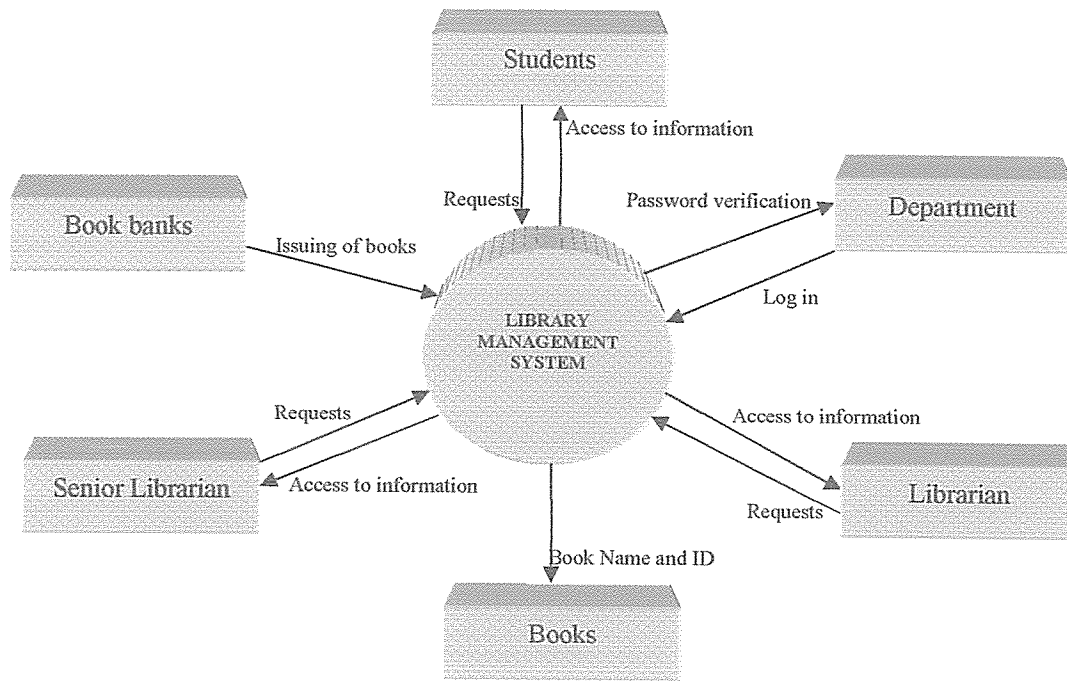 Students
Access to information
Requests
Password verification
Department
Book banks
Issuing of books
Log in
LIBRARY
MANAGEMENT
SYSTEM
Requests
Access to information
Senior Librarian
Access to information
Librarian
Requests
Book Name and ID
Books